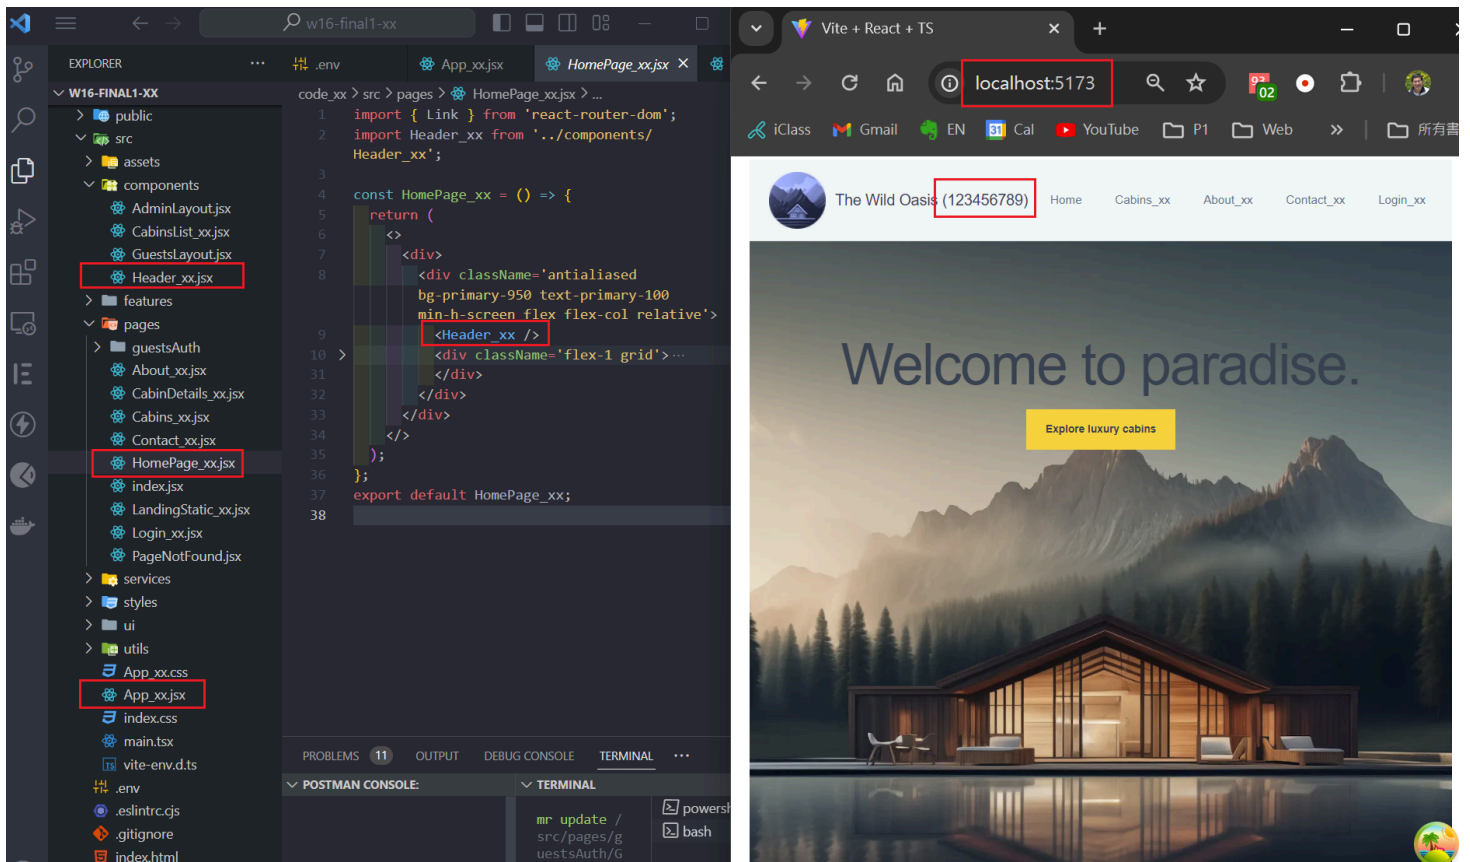 w16-final1-xx
EXPLORER
W16-FINAL1-XX
public
src
assets
components
AdminLayout.jsx
CabinsList_xx.jsx
GuestsLayout.jsx
Header_xx.jsx
features
pages
guestsAuth
About_xx.jsx
CabinDetails_xx.jsx
Cabins_xx.jsx
Contact_xx.jsx
HomePage_xx.jsx
index.jsx
LandingStatic_xx.jsx
Login_xx.jsx
PageNotFound.jsx
services
styles
ui
utils
App_xx.css
App_xx.jsx
index.css
main.tsx
TS vite-env.d.ts
.env
.eslintrc.cjs
.gitignore
index.html
.env App_xx.jsx HomePage_xx.jsx
code_xx > src > pages > HomePage_xx.jsx > ...
1 import { Link } from 'react-router-dom';
2 import Header_xx from '../components/
Header_xx';
3
4 const HomePage_xx = () => {
5 return (
6 <>
7 <div>
8 <div className='antialiased
bg-primary-950 text-primary-100
min-h-screen flex flex-col relative'>
9 <Header_xx />
10 <div className='flex-1 grid'>···
31 </div>
32 </div>
33 </div>
34 </>
35 );
36 };
37 export default HomePage_xx;
38
PROBLEMS 11 OUTPUT DEBUG CONSOLE TERMINAL ···
POSTMAN CONSOLE:
TERMINAL
mr update /
src/pages/g
uestsAuth/G
powersh
bash
Vite + React + TS
localhost:5173
02
iClass Gmail EN 31 Cal YouTube P1 Web » 所有書
The Wild Oasis (123456789) Home Cabins_xx About_xx Contact_xx Login_xx
Welcome to paradise.
Explore luxury cabins